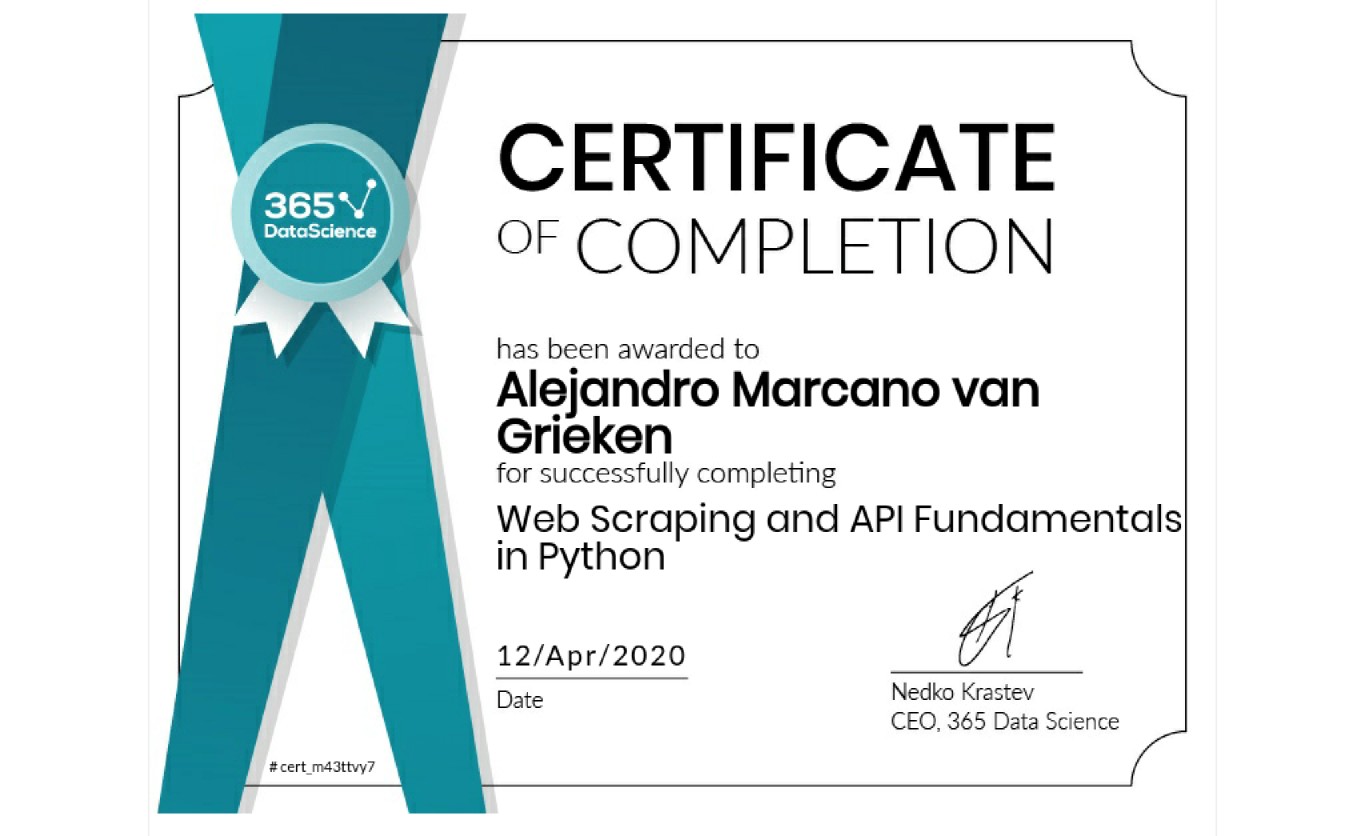 365
DataScience
CERTIFICATE
OF COMPLETION
has been awarded to
Alejandro Marcano van
Grieken
for successfully completing
Web Scraping and API Fundamentals
in Python
12/Apr/2020
Date
Nedko Krastev
CEO, 365 Data Science
#cert_m43ttvy7